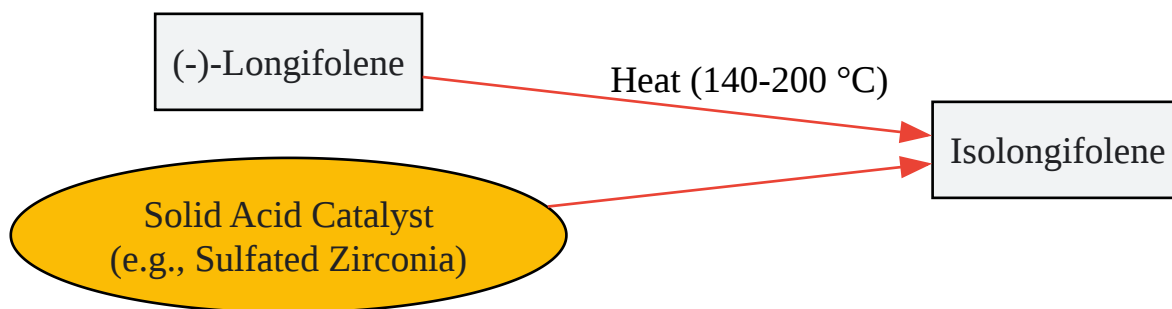 (-)-Longifolene
Heat (140-200 °C)
Isolongifolene
Solid Acid Catalyst
(e.g., Sulfated Zirconia)